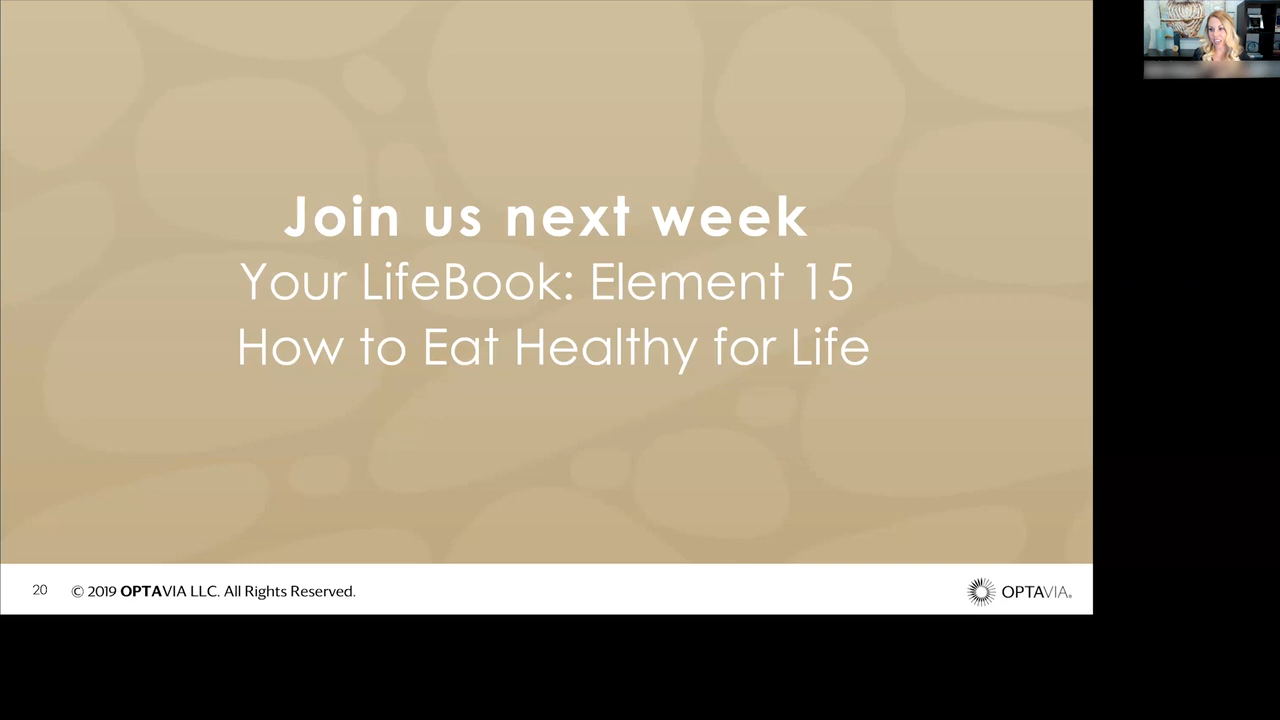 Join us next week
Your LifeBook: Element 15
How to Eat Healthy for Life
20 © 2019 OPTAVIA LLC. All Rights Reserved.
OPTAVIA®